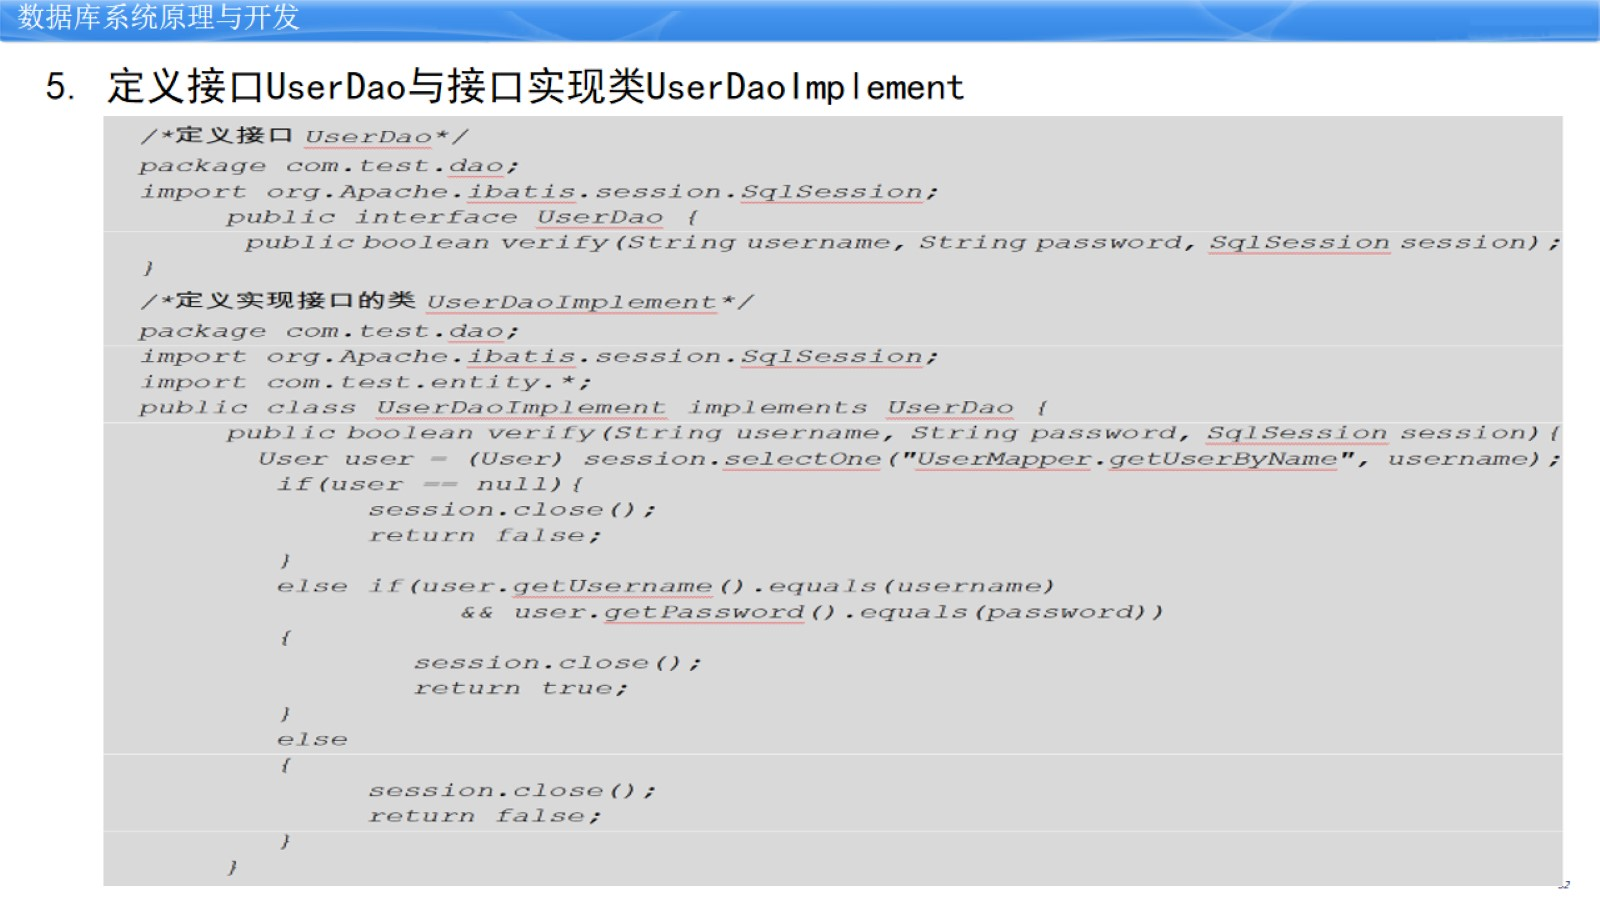 数据库系统原理与开发
5. 定义接口UserDao与接口实现类UserDaoImplement
/*定义接口 UserDao*/
package com.test.dao;
import org.Apache.ibatis.session.SqlSession;
public interface UserDao {
public boolean verify(String username, String password, SqlSession session);
}
/*定义实现接口的类 UserDaoImplement*/
package com.test.dao;
import org.Apache.ibatis.session.SqlSession;
import com.test.entity.*;
public class UserDaoImplement implements UserDao {
public boolean verify(String username, String password, SqlSession session){
User user = (User) session.selectOne("UserMapper.getUserByName", username);
if(user == null){
session.close();
return false;
}
else if(user.getUsername().equals(username)
&& user.getPassword().equals(password))
{
session.close();
return true;
}
else
{
session.close();
return false;
}
}